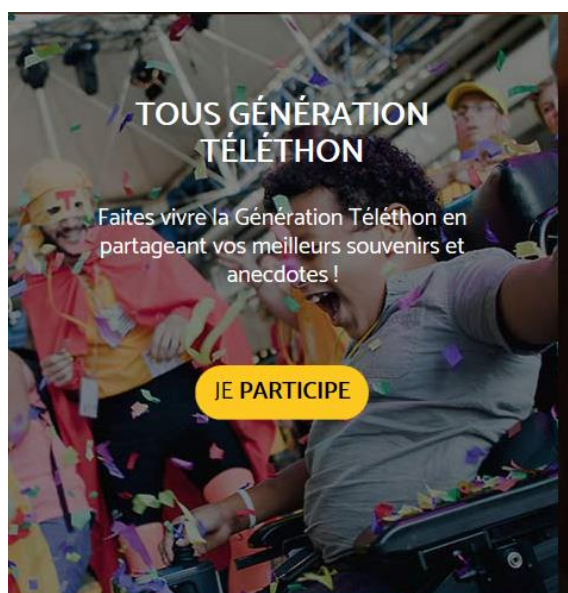 TOUS GÉNÉRATION
TÉLÉTHON
Faites vivre la Génération Téléthon en
partageant vos meilleurs souvenirs et
anecdotes !
JE PARTICIPE
T